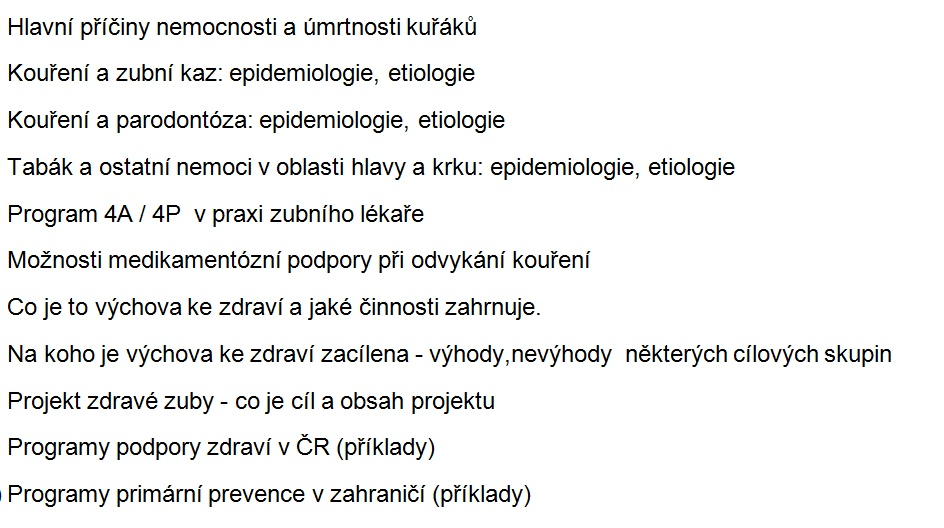 Hlavní příčiny nemocnosti a úmrtnosti kuřáků
Kouření a zubní kaz: epidemiologie, etiologie
Kouření a parodontóza: epidemiologie, etiologie
Tabák a ostatní nemoci v oblasti hlavy a krku: epidemiologie, etiologie
Program 4A / 4P v praxi zubního lékaře
Možnosti medikamentózní podpory při odvykání kouření
Co je to výchova ke zdraví a jaké činnosti zahrnuje.
Na koho je výchova ke zdraví zacílena - výhody,nevýhody některých cílových skupin
Projekt zdravé zuby - co je cíl a obsah projektu
Programy podpory zdraví v ČR (příklady)
) Programy primární prevence v zahraničí (příklady)